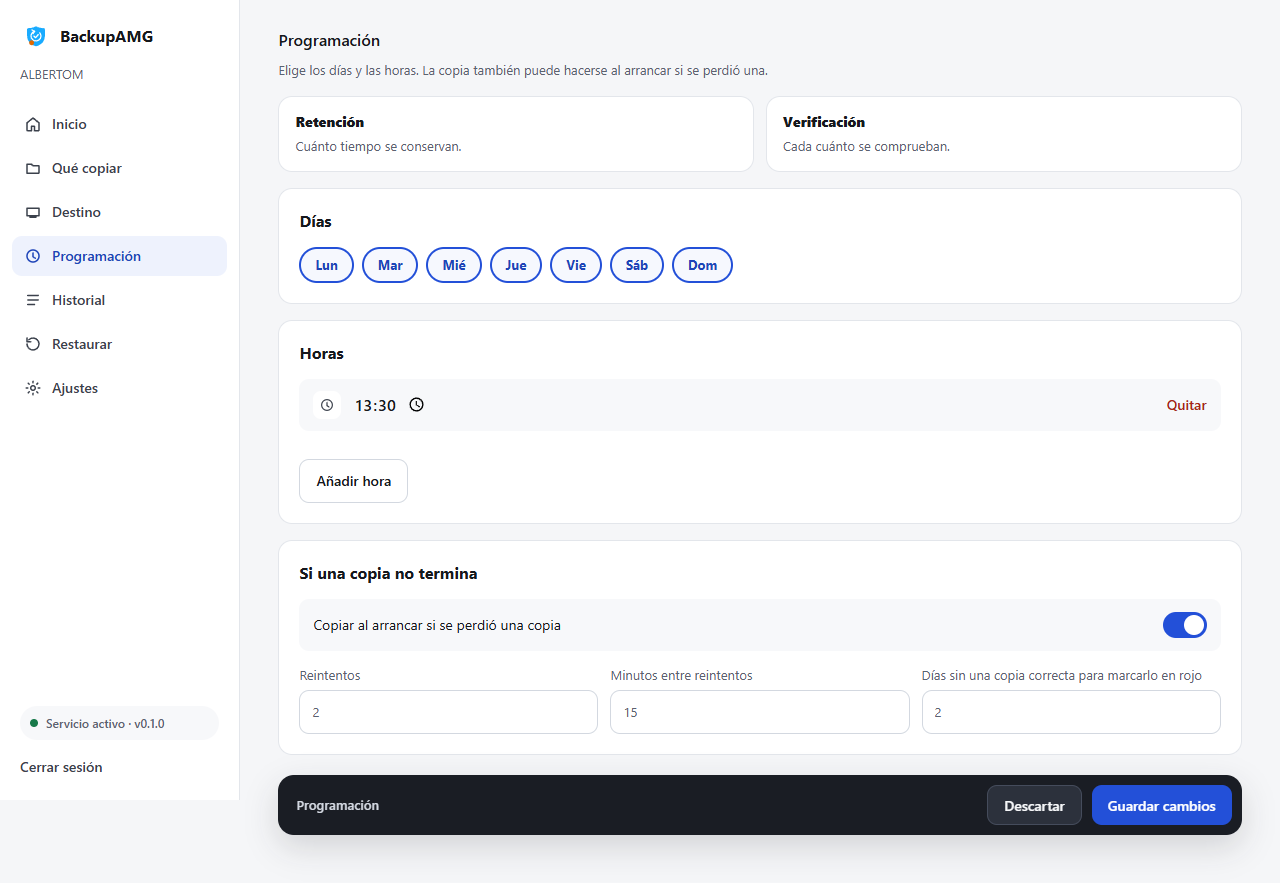 BackupAMG
ALBERTOM
Inicio
Qué copiar
Destino
Programación
Historial
Restaurar
Ajustes
Servicio activo · v0.1.0
Cerrar sesión
Programación
Elige los días y las horas. La copia también puede hacerse al arrancar si se perdió una.
Retención
Cuánto tiempo se conservan.
Verificación
Cada cuánto se comprueban.
Días
Lun Mar Mié Jue Vie Sáb Dom
Horas
13:30
Quitar
Añadir hora
Si una copia no termina
Copiar al arrancar si se perdió una copia
Reintentos
2
Minutos entre reintentos
15
Días sin una copia correcta para marcarlo en rojo
2
Programación
Descartar
Guardar cambios